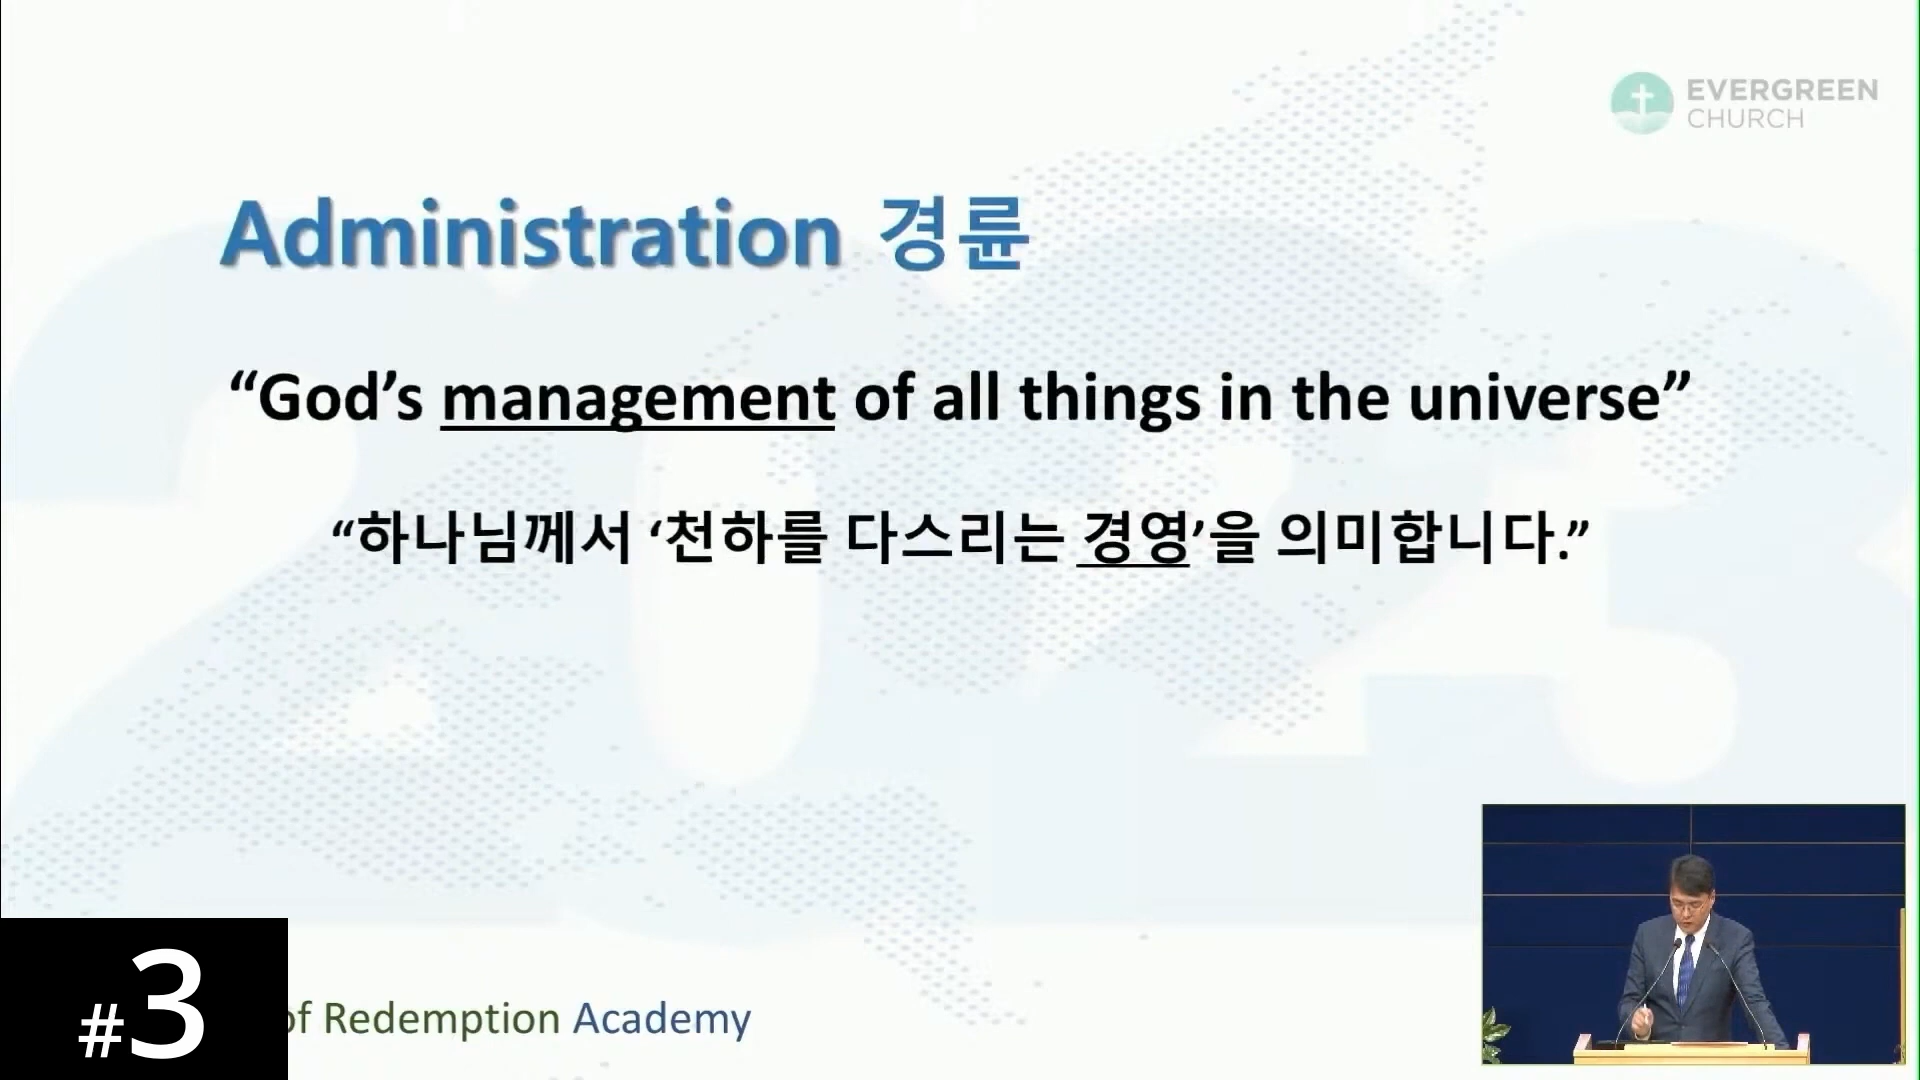 EVERGREEN
CHURCH
Administration 경륜
“God’s management of all things in the universe”
“하나님께서 ‘천하를 다스리는 경영’을 의미합니다.”
#3
of Redemption Academy